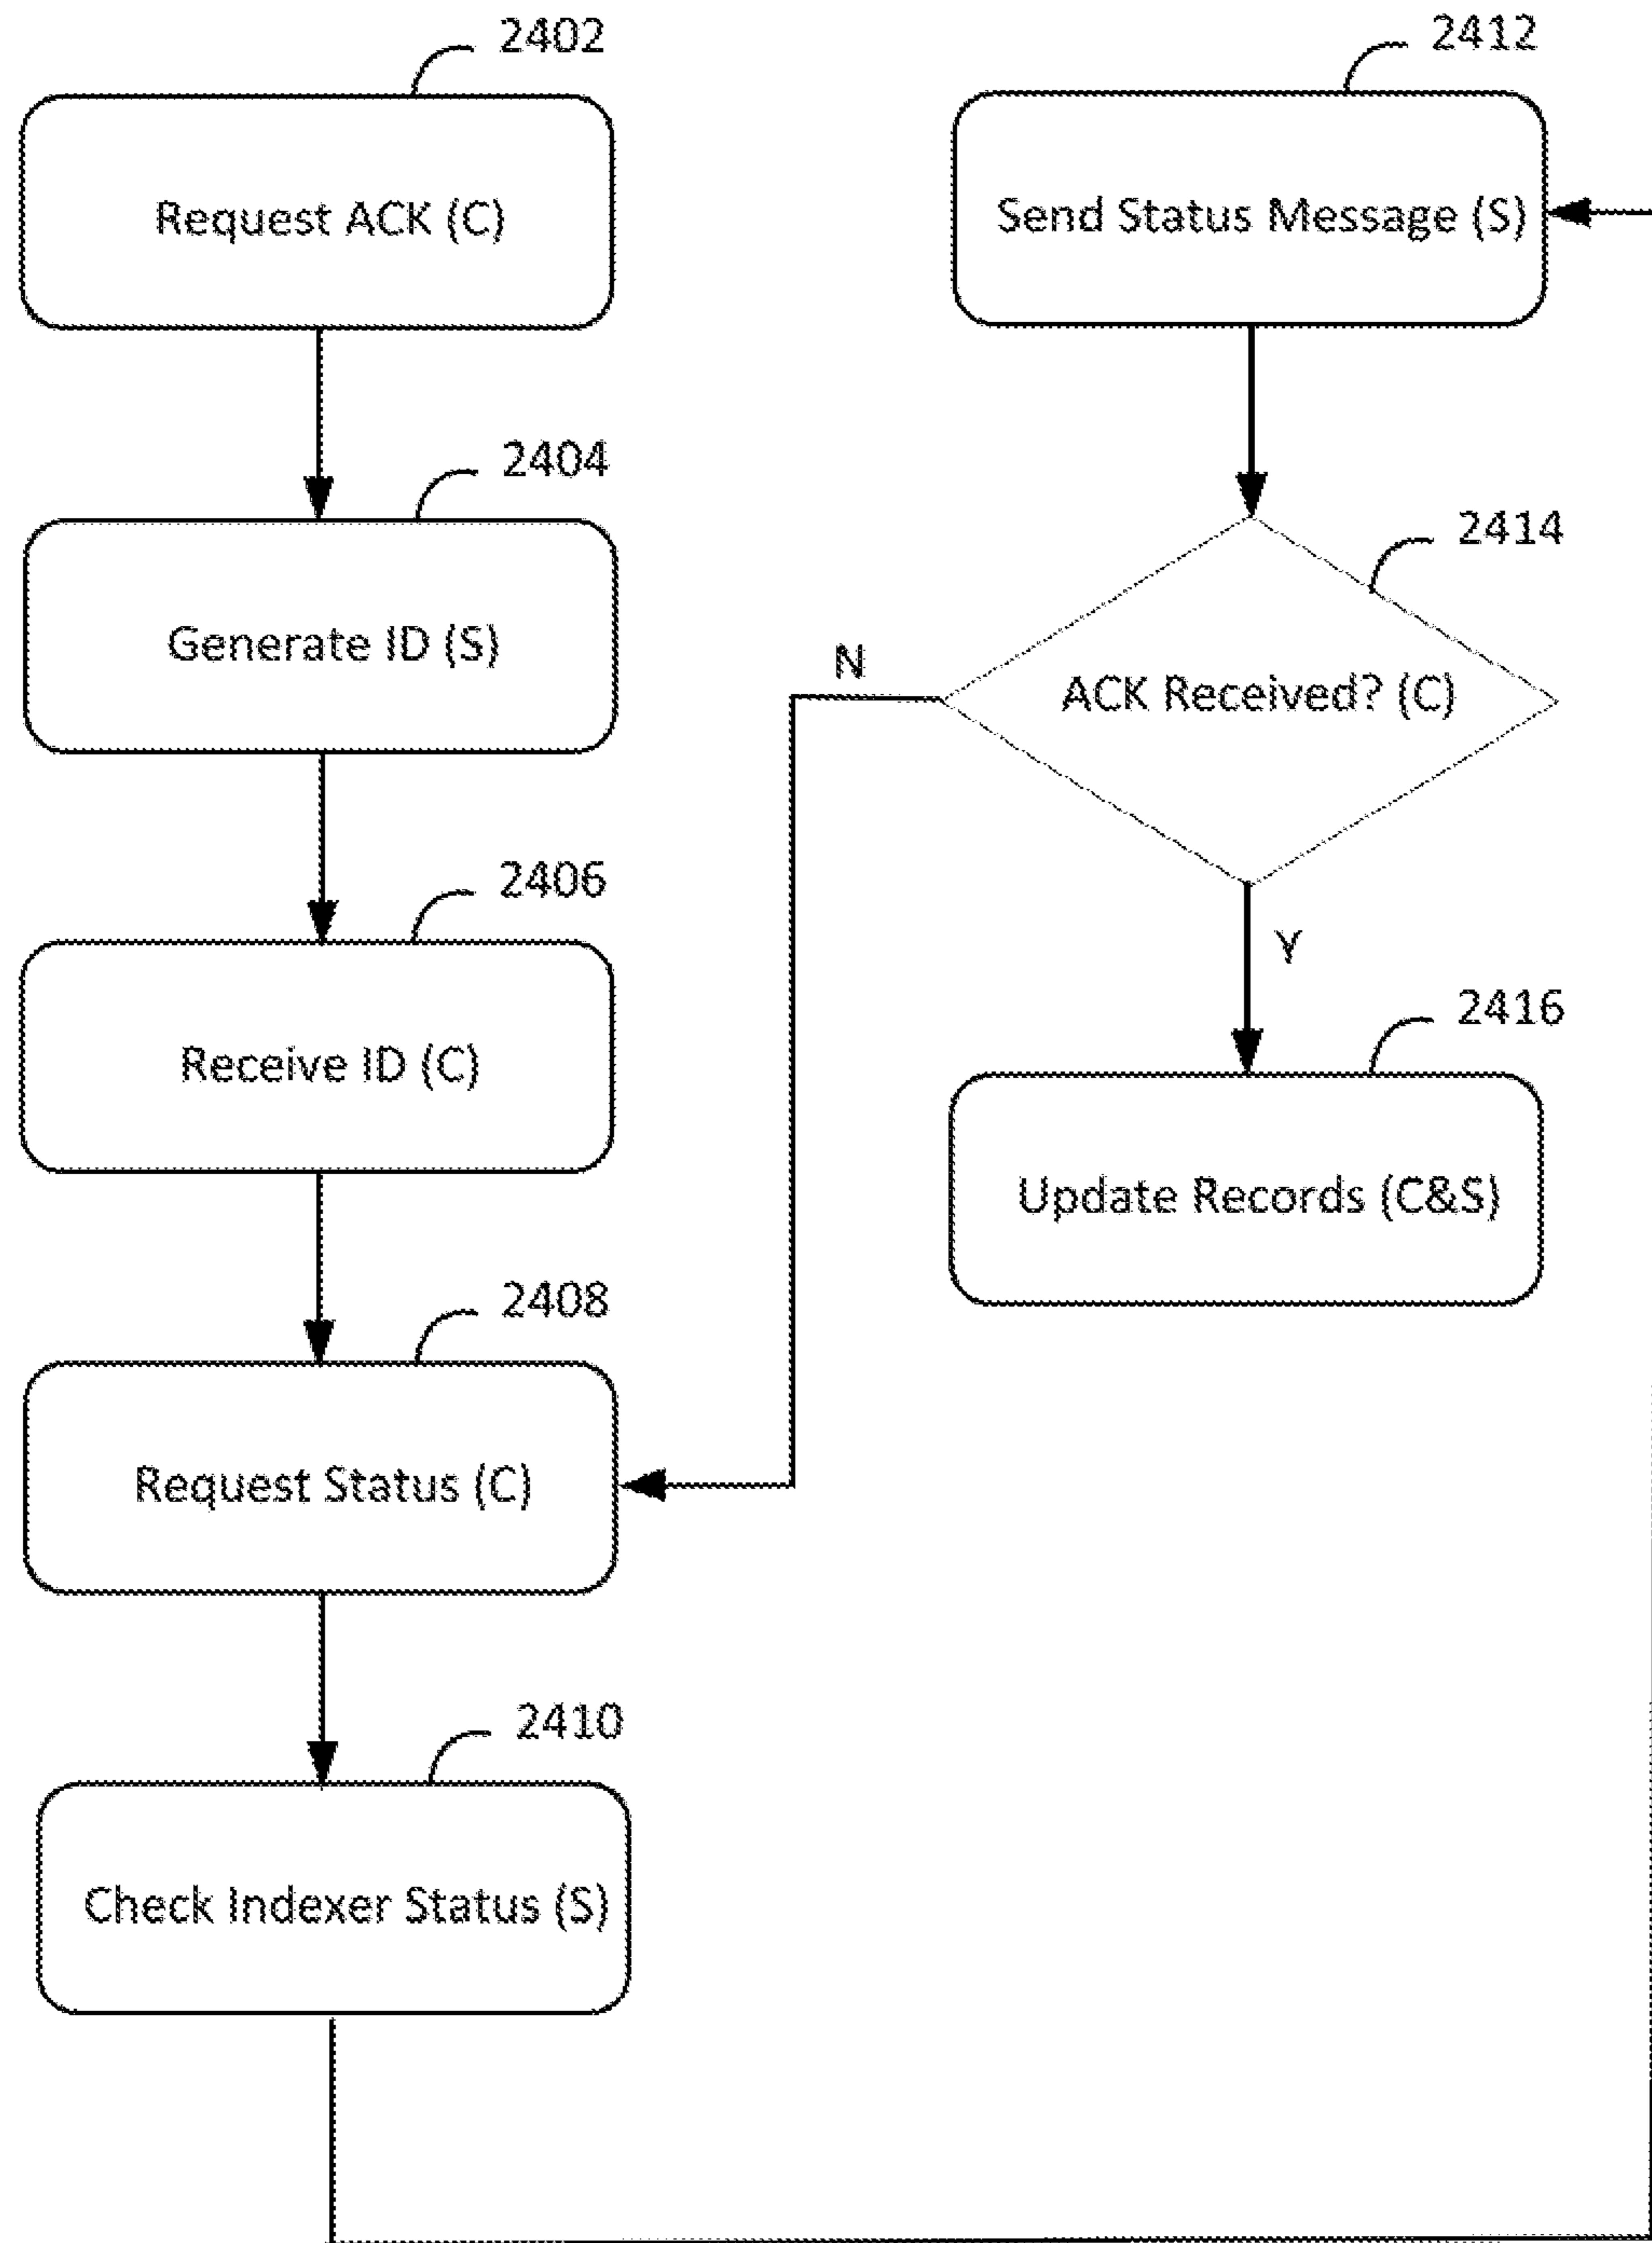 2402
Request ACK (C)
2404
Generate ID (S)
2406
Receive ID (C)
2408
Request Status (C)
2410
Check Indexer Status (S)
2412
Send Status Message (S)
2414
ACK Received? (C)
N
Y
2416
Update Records (C&S)